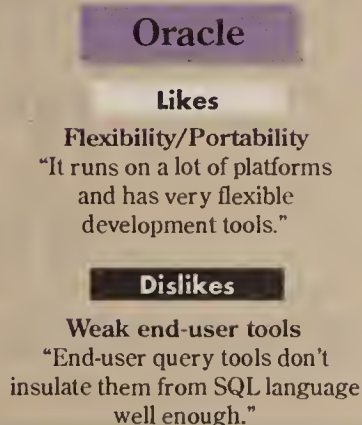 Oracle
Likes
Flexibility/Portability
“It runs on a lot of platforms
and has very flexible
development tools.”
Dislikes
Weak end-user tools
“End-user query tools don’t
insulate them from SQL language
well enough.”